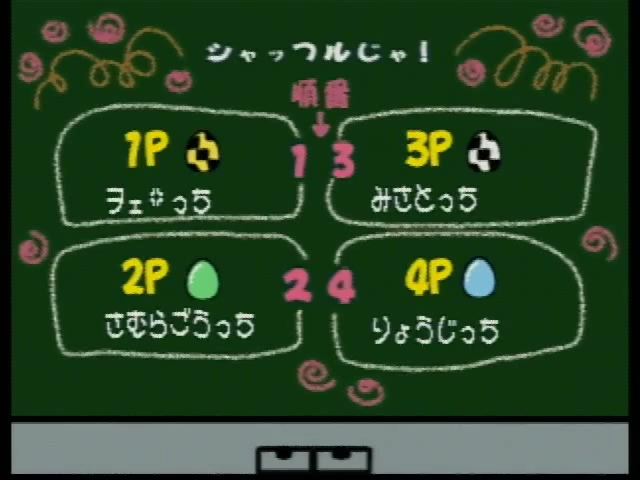 シャッフルじゃ!
順番
1P 1
ヲェ゛っち
3 3P
みさとっち
2P 2
さむらごうっち
4 4P
りょうじっち